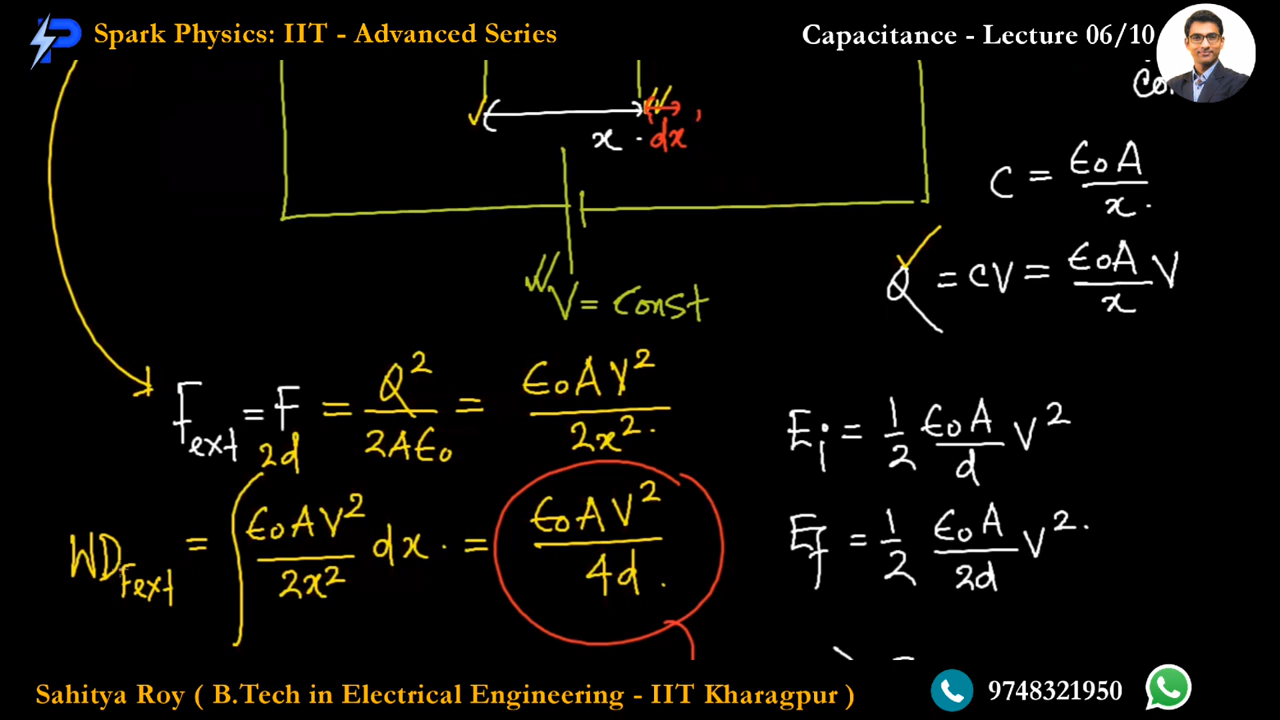 Spark Physics: IIT - Advanced Series
Capacitance - Lecture 06/10
x . dx
C = ε₀A / x.
Q = CV = ε₀A / x V
V = Const
F_ext = F = Q² / 2Aε₀ = ε₀AV² / 2x².
2d
E_i = 1/2 ε₀A / d V²
WD_Fext = ∫ ε₀AV² / 2x² dx. = ε₀AV² / 4d.
E_f = 1/2 ε₀A / 2d V².
Sahitya Roy ( B.Tech in Electrical Engineering - IIT Kharagpur )
9748321950